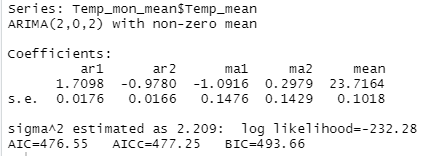 Series: Temp_mon_mean$Temp_mean
ARIMA(2,0,2) with non-zero mean
Coefficients:
ar1 ar2 ma1 ma2 mean
1.7098 -0.9780 -1.0916 0.2979 23.7164
s.e. 0.0176 0.0166 0.1476 0.1429 0.1018
sigma^2 estimated as 2.209: log likelihood=-232.28
AIC=476.55 AICc=477.25 BIC=493.66